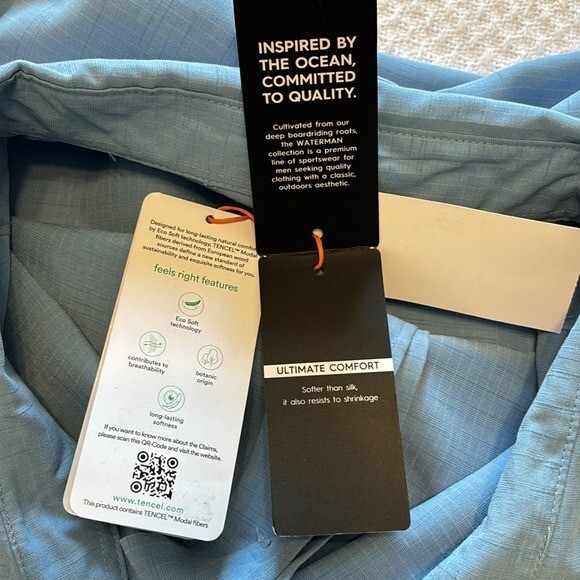 INSPIRED BY
THE OCEAN,
COMMITTED
TO QUALITY.
Cultivated from our
deep boardriding roots,
the WATERMAN
collection is a premium
line of sportswear for
men seeking quality
clothing with a classic,
outdoors aesthetic.
Designed for long-lasting natural comfort
by Eco Soft technology, TENCEL™ Modal
fibers derived from European wood
sources define a new standard of
sustainability and exquisite softness for you.
feels right features
Eco Soft
technology
contributes to
breathability
botanic
origin
long-lasting
softness
If you want to know more about the Claims,
please scan this QR-Code and visit the website.
www.tencel.com
This product contains TENCEL™ Modal fibers
ULTIMATE COMFORT
Softer than silk,
it also resists to shrinkage